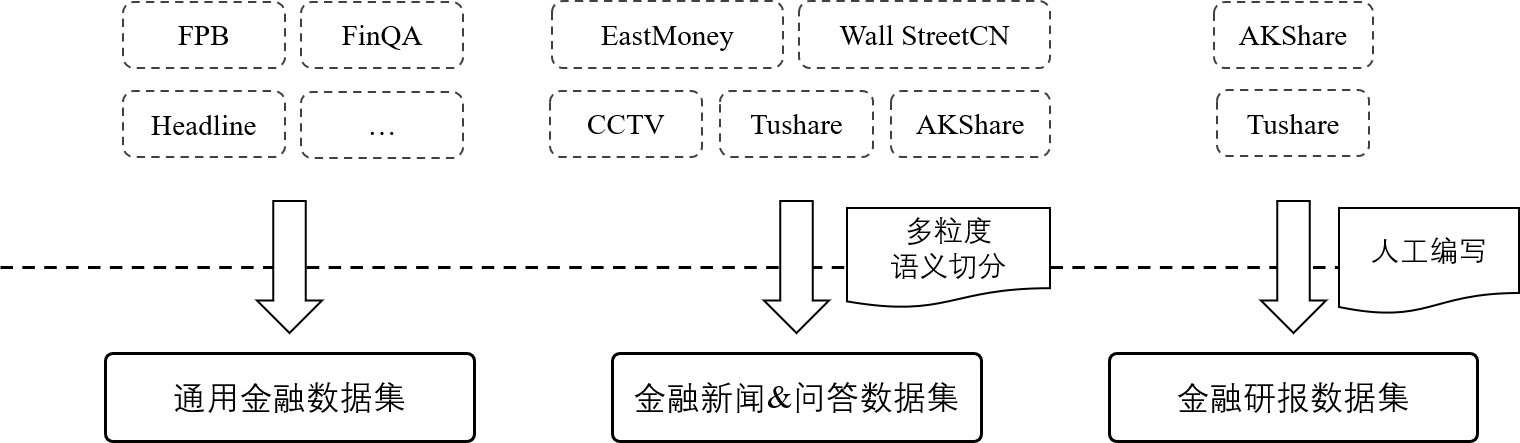 FPB
FinQA
EastMoney
Wall StreetCN
AKShare
Headline
…
CCTV
Tushare
AKShare
Tushare
多粒度
语义切分
人工编写
通用金融数据集
金融新闻&问答数据集
金融研报数据集